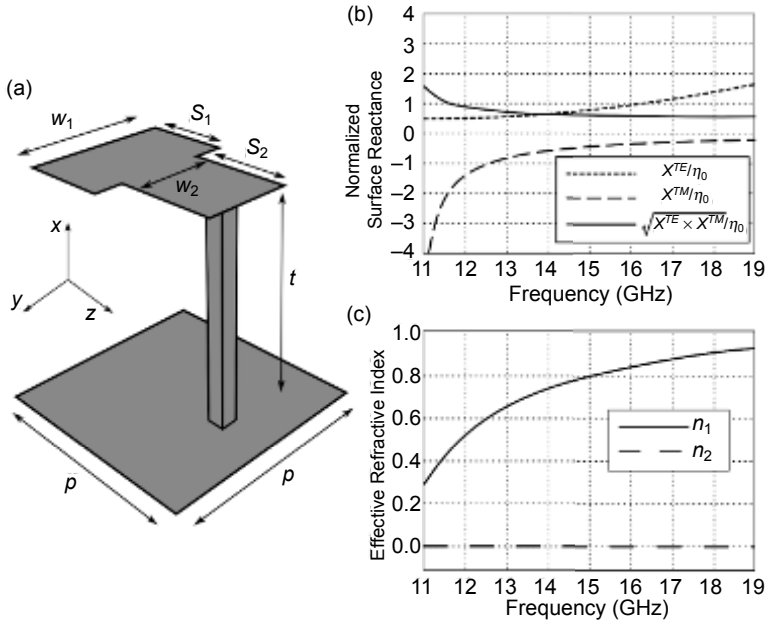 (a)
w₁
S₁
S₂
w₂
x
y
z
t
p
p
(b)
Normalized
Surface Reactance
4
3
2
1
0
–1
–2
–3
–4
X^TE/η₀
X^TM/η₀
√X^TE × X^TM/η₀
11 12 13 14 15 16 17 18 19
Frequency (GHz)
(c)
Effective Refractive Index
1.0
0.8
0.6
0.4
0.2
0.0
n₁
n₂
11 12 13 14 15 16 17 18 19
Frequency (GHz)